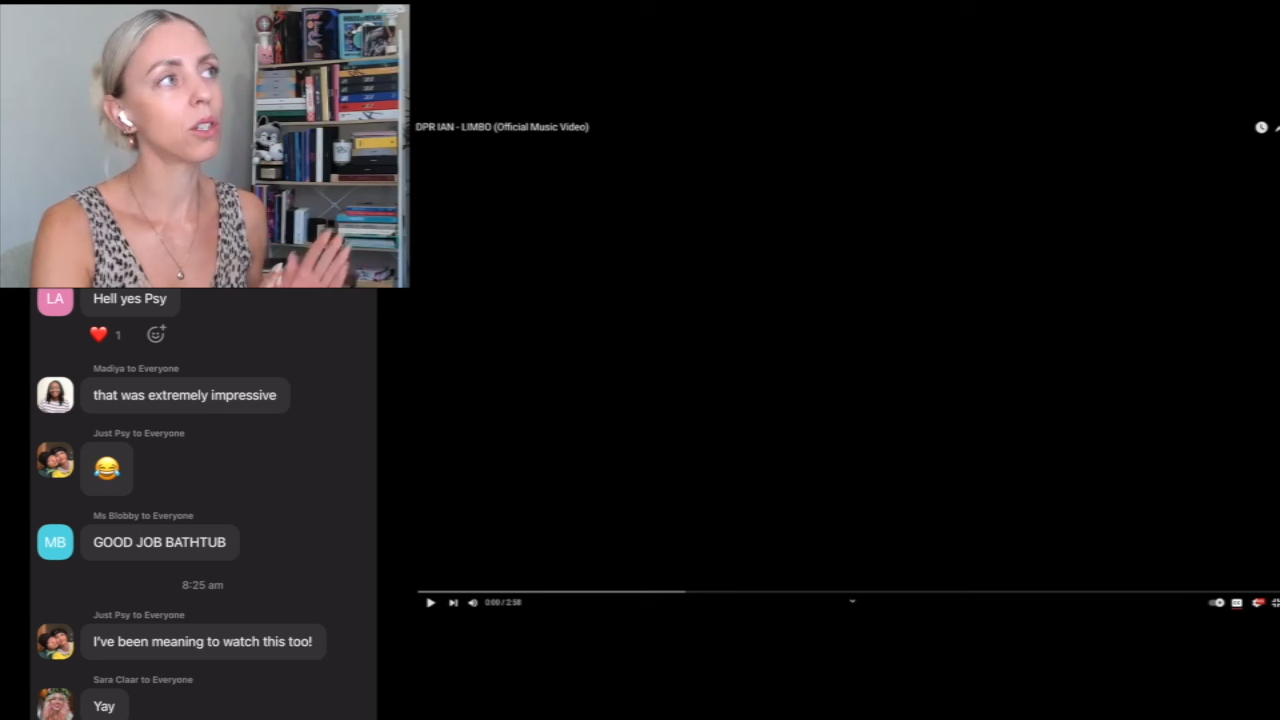 DPR IAN - LIMBO (Official Music Video)
LA
Hell yes Psy
1
Madiya to Everyone
that was extremely impressive
Just Psy to Everyone
Ms Blobby to Everyone
MB
GOOD JOB BATHTUB
8:25 am
Just Psy to Everyone
I've been meaning to watch this too!
Sara Claar to Everyone
Yay
0:00 / 2:58